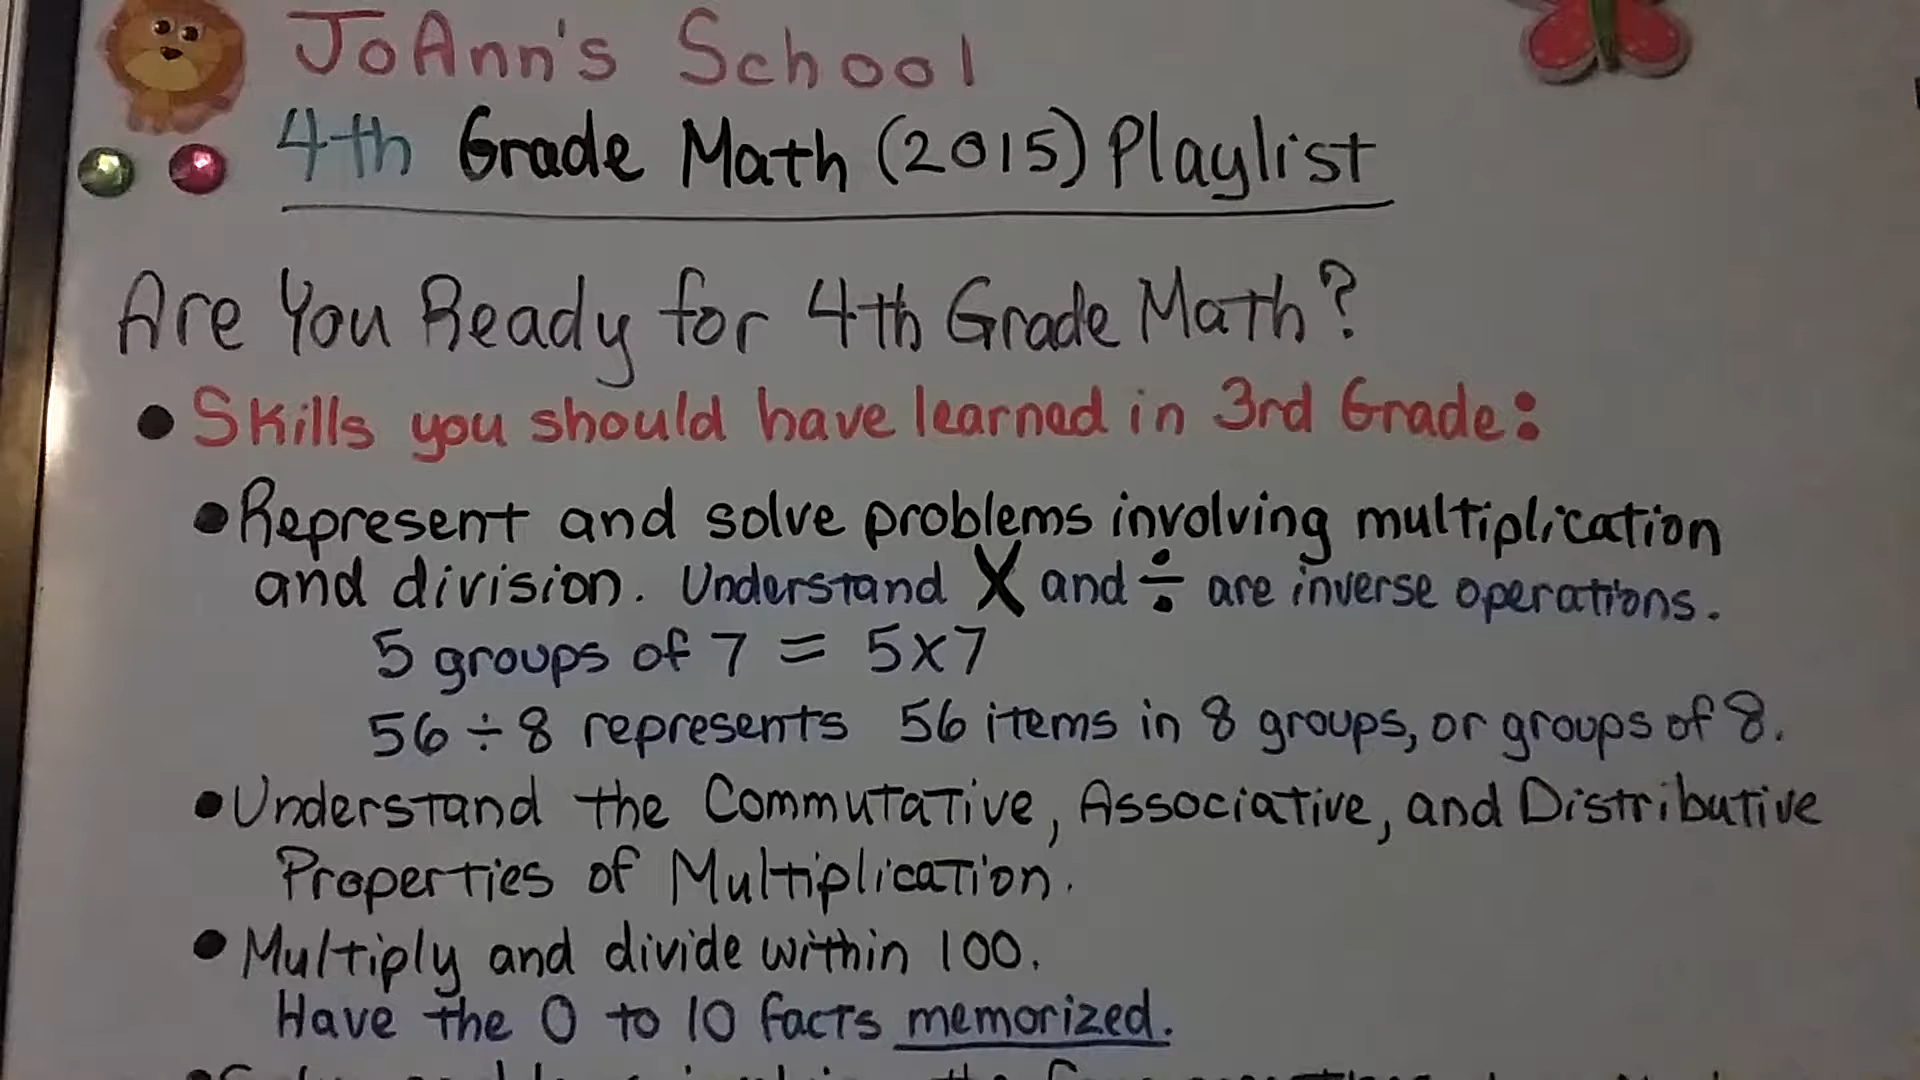 JoAnn's School
4th Grade Math (2015) Playlist
Are You Ready for 4th Grade Math?
• Skills you should have learned in 3rd Grade:
• Represent and solve problems involving multiplication
and division. Understand X and ÷ are inverse operations.
5 groups of 7 = 5x7
56 ÷ 8 represents 56 items in 8 groups, or groups of 8.
• Understand the Commutative, Associative, and Distributive
Properties of Multiplication.
• Multiply and divide within 100.
Have the 0 to 10 facts memorized.